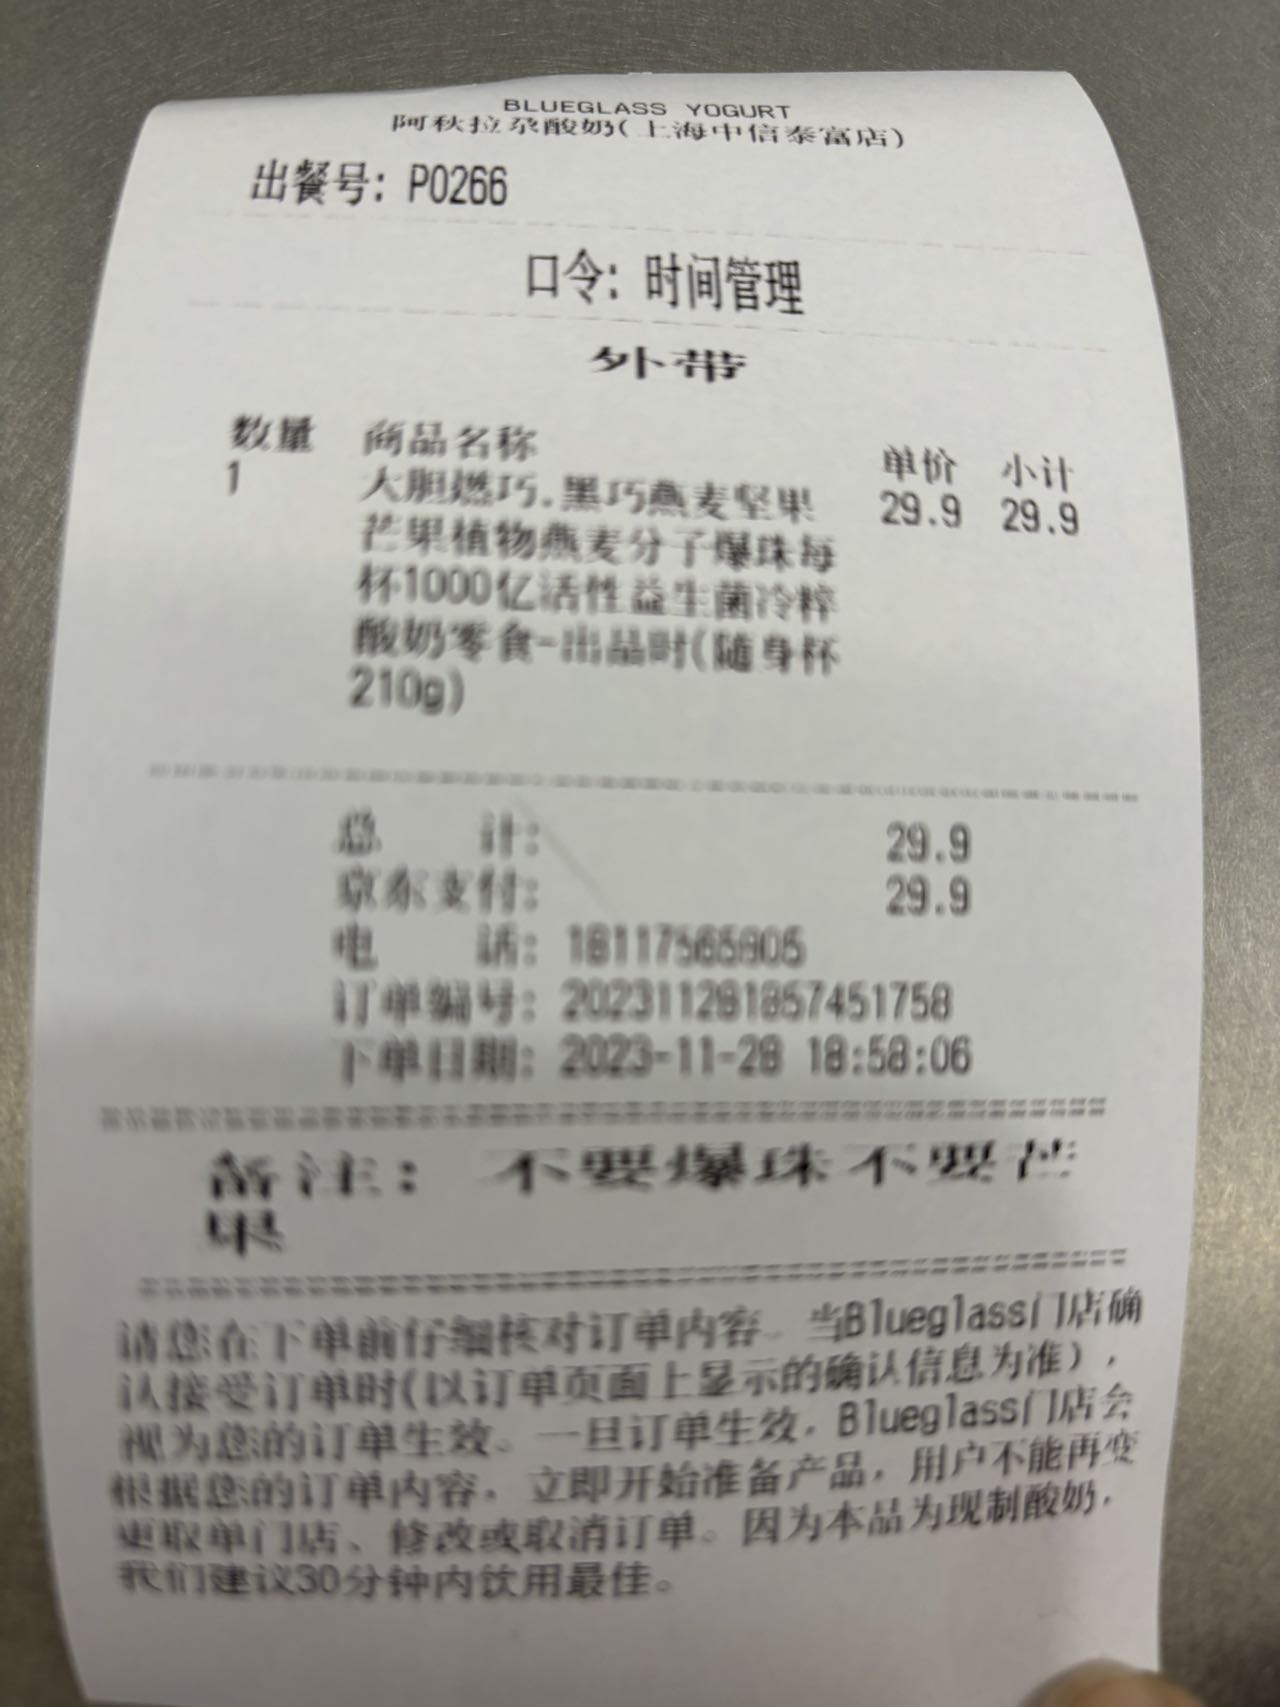 BLUEGLASS YOGURT
阿秋拉尕酸奶(上海中信泰富店)
出餐号: P0266
口令: 时间管理
外带
数量 商品名称 单价 小计
1 大胆燃巧.黑巧燕麦坚果 29.9 29.9
芒果植物燕麦分子爆珠每
杯1000亿活性益生菌冷粹
酸奶零食-出品时(随身杯
210g)
总 计: 29.9
京东支付: 29.9
电 话:
订单编号: 202311281857451758
下单日期: 2023-11-28 18:58:06
备注: 不要爆珠不要芒
果
请您在下单前仔细核对订单内容。当Blueglass门店确
认接受订单时(以订单页面上显示的确认信息为准),
视为您的订单生效。一旦订单生效,Blueglass门店会
根据您的订单内容,立即开始准备产品,用户不能再变
更取单门店、修改或取消订单。因为本品为现制酸奶,
我们建议30分钟内饮用最佳。